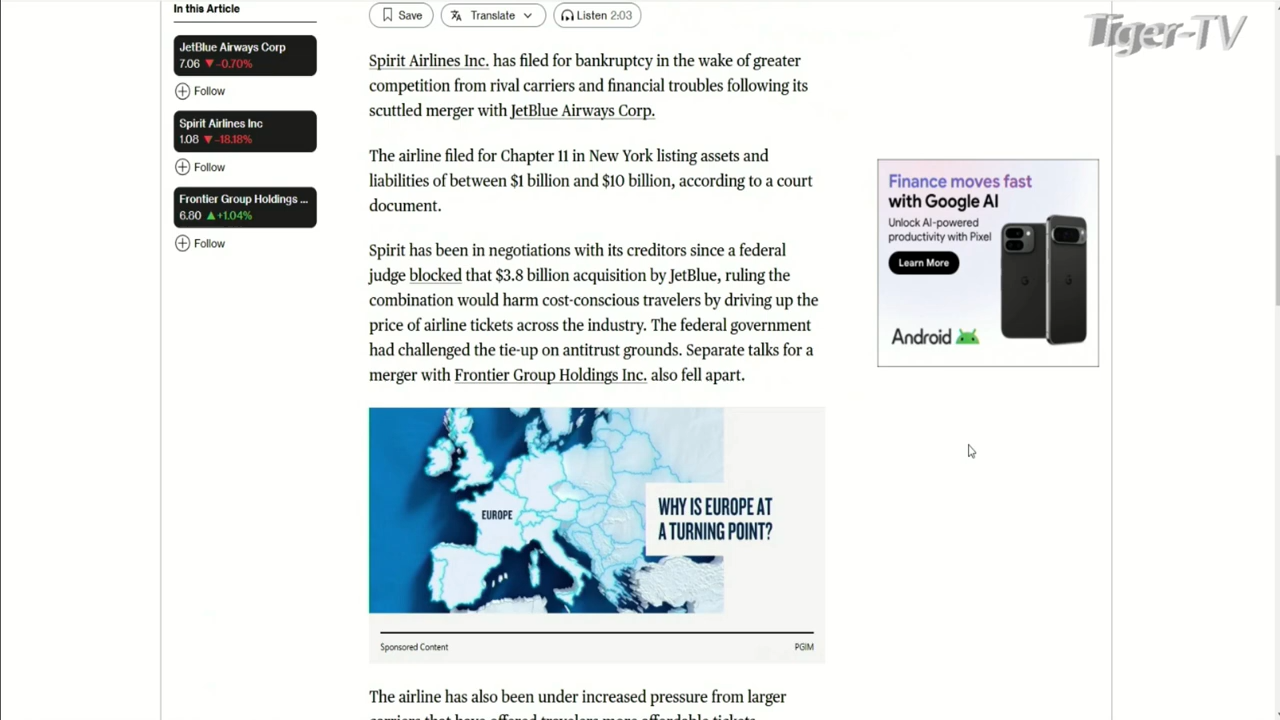 Tiger-TV
In this Article
JetBlue Airways Corp
7.06 ▼ -0.70%
Follow
Spirit Airlines Inc
1.08 ▼ -18.18%
Follow
Frontier Group Holdings ...
6.80 ▲ +1.04%
Follow
Save
Translate
Listen 2:03
Spirit Airlines Inc. has filed for bankruptcy in the wake of greater
competition from rival carriers and financial troubles following its
scuttled merger with JetBlue Airways Corp.
The airline filed for Chapter 11 in New York listing assets and
liabilities of between $1 billion and $10 billion, according to a court
document.
Spirit has been in negotiations with its creditors since a federal
judge blocked that $3.8 billion acquisition by JetBlue, ruling the
combination would harm cost-conscious travelers by driving up the
price of airline tickets across the industry. The federal government
had challenged the tie-up on antitrust grounds. Separate talks for a
merger with Frontier Group Holdings Inc. also fell apart.
EUROPE
WHY IS EUROPE AT
A TURNING POINT?
Sponsored Content
PGIM
The airline has also been under increased pressure from larger
carriers that have offered travelers more affordable tickets
Finance moves fast
with Google AI
Unlock AI-powered
productivity with Pixel
Learn More
Android